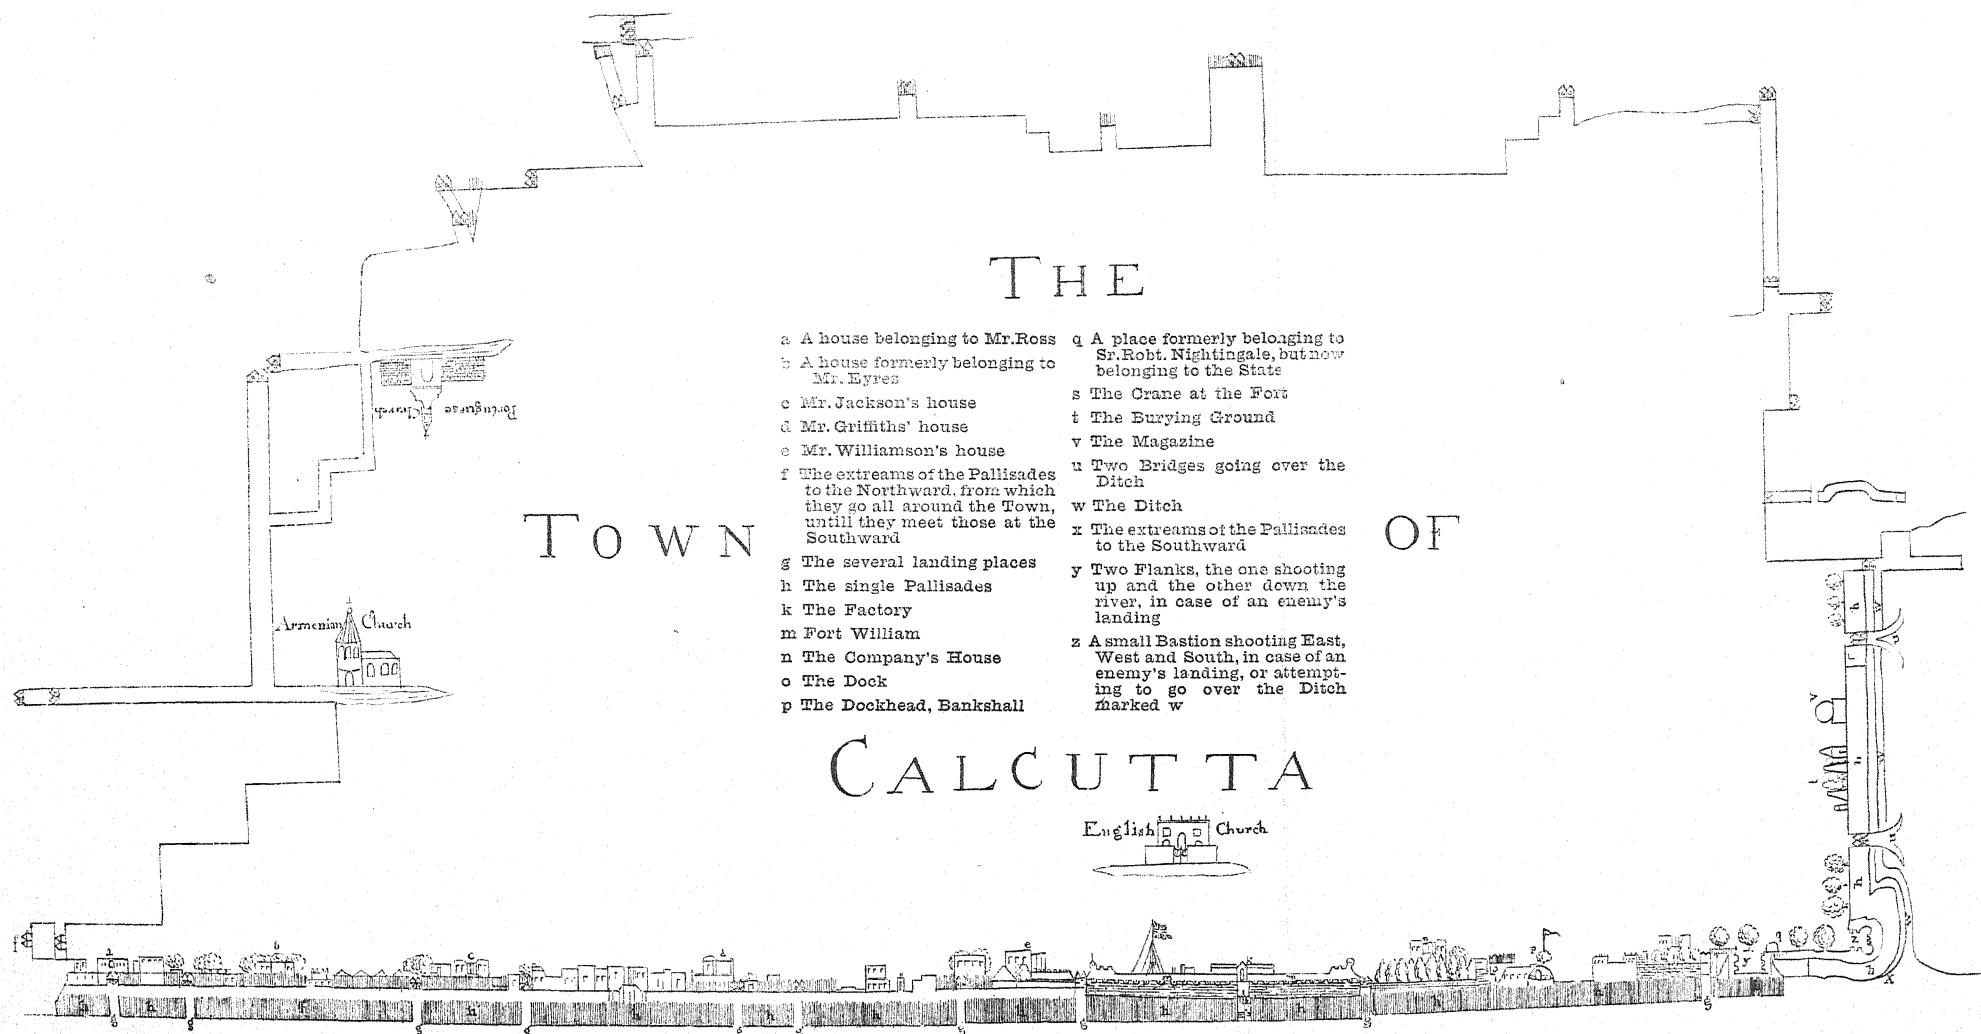 THE
a A house belonging to Mr. Ross
b A house formerly belonging to
Mr. Eyres
c Mr. Jackson's house
d Mr. Griffiths' house
e Mr. Williamson's house
f The extreams of the Pallisades
to the Northward, from which
they go all around the Town,
untill they meet those at the
Southward
g The several landing places
h The single Pallisades
k The Factory
m Fort William
n The Company's House
o The Dock
p The Dockhead, Bankshall
q A place formerly belonging to
Sr. Robt. Nightingale, but now
belonging to the State
s The Crane at the Fort
t The Burying Ground
v The Magazine
u Two Bridges going over the
Ditch
w The Ditch
x The extreams of the Pallisades
to the Southward
y Two Flanks, the one shooting
up and the other down the
river, in case of an enemy's
landing
z A small Bastion shooting East,
West and South, in case of an
enemy's landing, or attempt-
ing to go over the Ditch
marked w
TOWN
OF
CALCUTTA
Portuguese
Church
Armenian Church
English Church
f
a
b
c
d
e
h
h
h
h
h
h
h
h
h
h
h
g
g
g
g
g
g
g
v
t
w
h
h
h
q
x